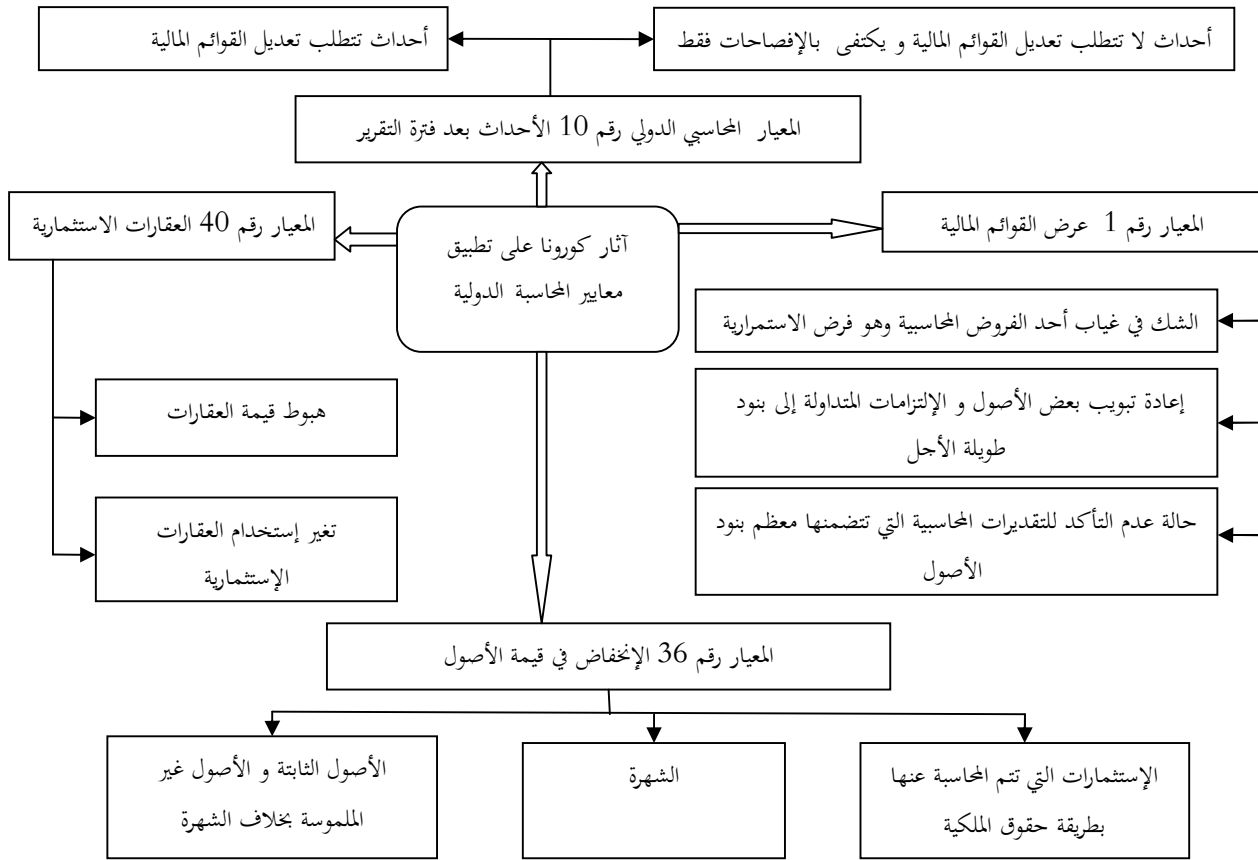 أحداث لا تتطلب تعديل القوائم المالية و يكتفى بالإفصاحات فقط
أحداث تتطلب تعديل القوائم المالية
المعيار المحاسبي الدولي رقم 10 الأحداث بعد فترة التقرير
المعيار رقم 1 عرض القوائم المالية
آثار كورونا على تطبيق
معايير المحاسبة الدولية
المعيار رقم 40 العقارات الاستثمارية
الشك في غياب أحد الفروض المحاسبية وهو فرض الاستمرارية
إعادة تبويب بعض الأصول و الإلتزامات المتداولة إلى بنود
طويلة الأجل
حالة عدم التأكد للتقديرات المحاسبية التي تتضمنها معظم بنود
الأصول
هبوط قيمة العقارات
تغير إستخدام العقارات
الإستثمارية
المعيار رقم 36 الإنخفاض في قيمة الأصول
الإستثمارات التي تتم المحاسبة عنها
بطريقة حقوق الملكية
الشهرة
الأصول الثابتة و الأصول غير
الملموسة بخلاف الشهرة